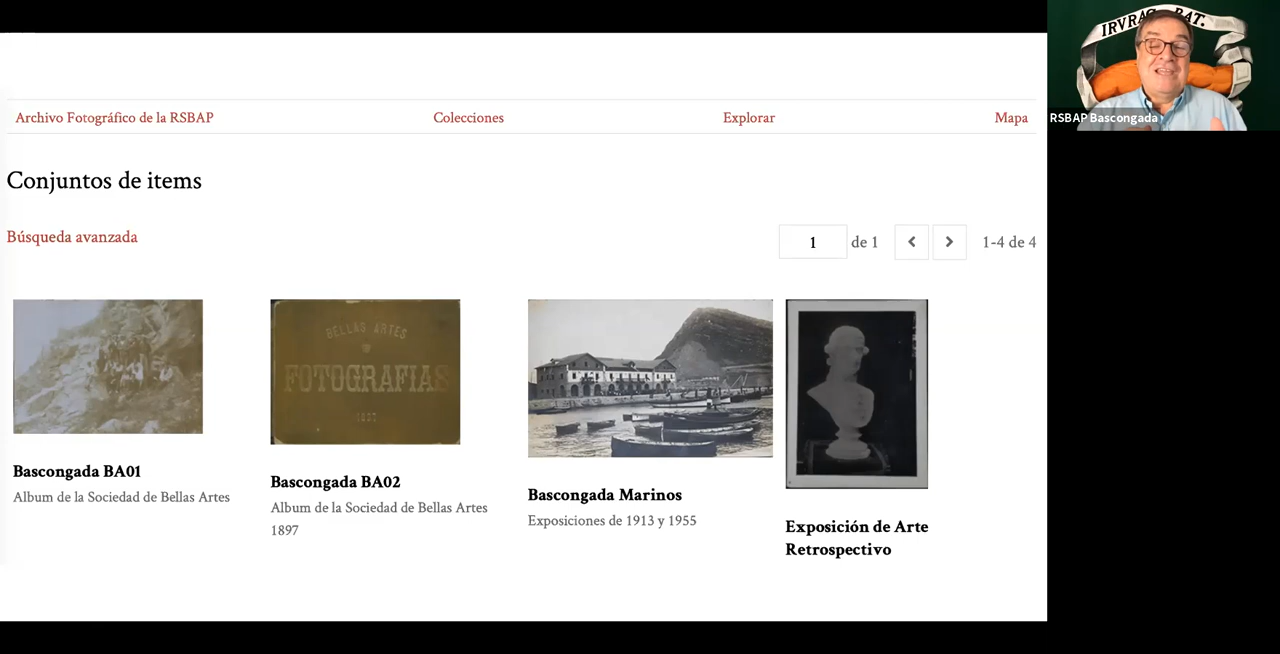 Archivo Fotográfico de la RSBAP
Colecciones
Explorar
Mapa
Conjuntos de items
Búsqueda avanzada
1 de 1
1-4 de 4
BELLAS ARTES
FOTOGRAFIAS
Bascongada BA01
Album de la Sociedad de Bellas Artes
Bascongada BA02
Album de la Sociedad de Bellas Artes
1897
Bascongada Marinos
Exposiciones de 1913 y 1955
Exposición de Arte
Retrospectivo
IRVRAC BAT.
RSBAP Bascongada